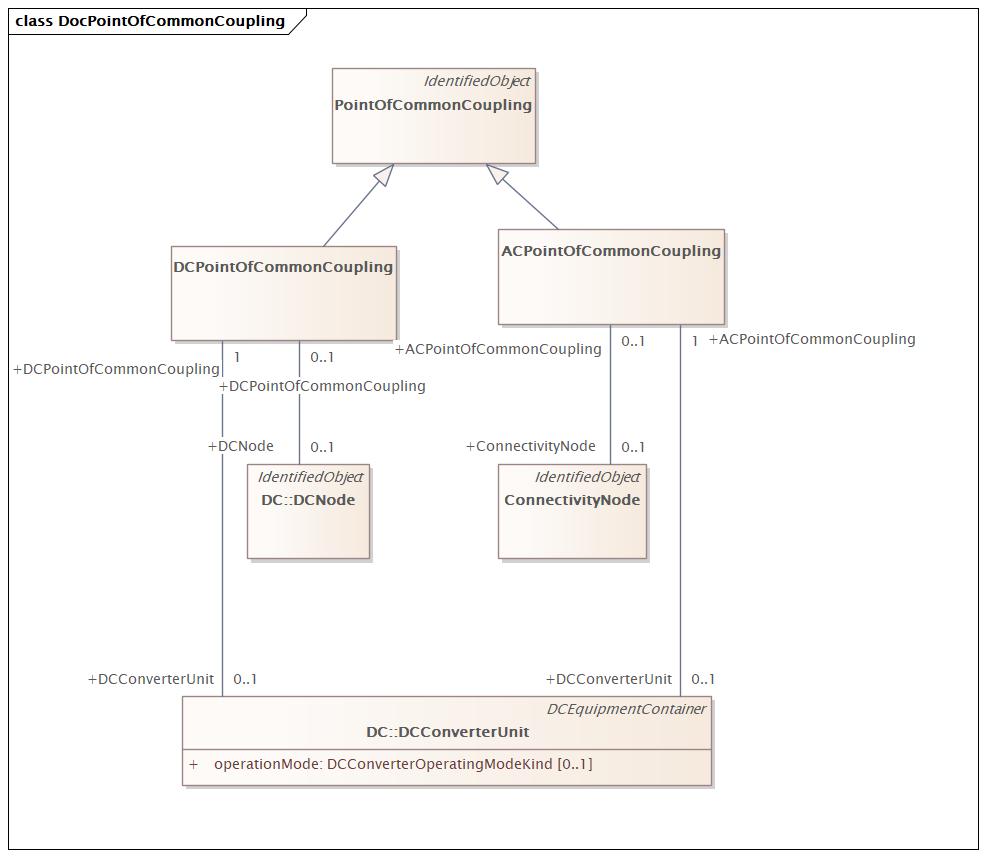 class DocPointOfCommonCoupling
IdentifiedObject
PointOfCommonCoupling
DCPointOfCommonCoupling
ACPointOfCommonCoupling
1
+DCPointOfCommonCoupling
0..1
+DCPointOfCommonCoupling
+ACPointOfCommonCoupling
0..1
1
+ACPointOfCommonCoupling
+DCNode
0..1
+ConnectivityNode
0..1
IdentifiedObject
DC::DCNode
IdentifiedObject
ConnectivityNode
+DCConverterUnit
0..1
+DCConverterUnit
0..1
DCEquipmentContainer
DC::DCConverterUnit
+ operationMode: DCConverterOperatingModeKind [0..1]